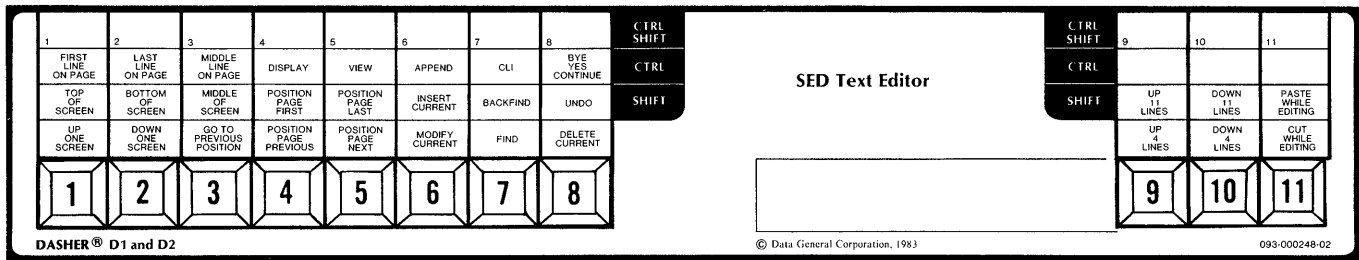 CTRL SHIFT CTRL SHIFT
1 2 3 4 5 6 7 8 9 10 11
FIRST LINE ON PAGE LAST LINE ON PAGE MIDDLE LINE ON PAGE DISPLAY VIEW APPEND CLI BYE YES CONTINUE CTRL SED Text Editor CTRL
TOP OF SCREEN BOTTOM OF SCREEN MIDDLE OF SCREEN POSITION PAGE FIRST POSITION PAGE LAST INSERT CURRENT BACKFIND UNDO SHIFT SHIFT UP 11 LINES DOWN 11 LINES PASTE WHILE EDITING
UP ONE SCREEN DOWN ONE SCREEN GO TO PREVIOUS POSITION POSITION PAGE PREVIOUS POSITION PAGE NEXT MODIFY CURRENT FIND DELETE CURRENT UP 4 LINES DOWN 4 LINES CUT WHILE EDITING
1 2 3 4 5 6 7 8 9 10 11
DASHER® D1 and D2 © Data General Corporation, 1983 093-000248-02